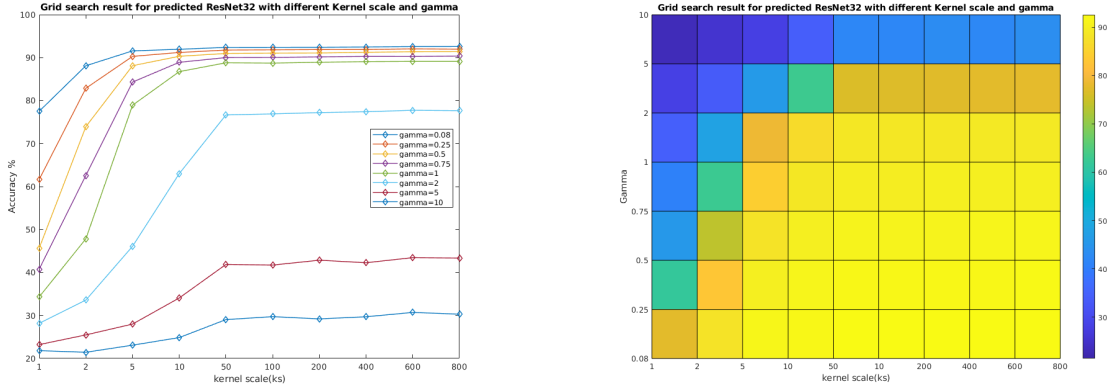 Grid search result for predicted ResNet32 with different Kernel scale and gamma
Accuracy %
100
90
80
70
60
50
40
30
20
1 2 5 10 50 100 200 400 600 800
kernel scale(ks)
gamma=0.08
gamma=0.25
gamma=0.5
gamma=0.75
gamma=1
gamma=2
gamma=5
gamma=10
Grid search result for predicted ResNet32 with different Kernel scale and gamma
Gamma
10
5
2
1
0.75
0.5
0.25
0.08
1 2 5 10 50 10 200 400 600 800
kernel scale(ks)
90
80
70
60
50
40
30